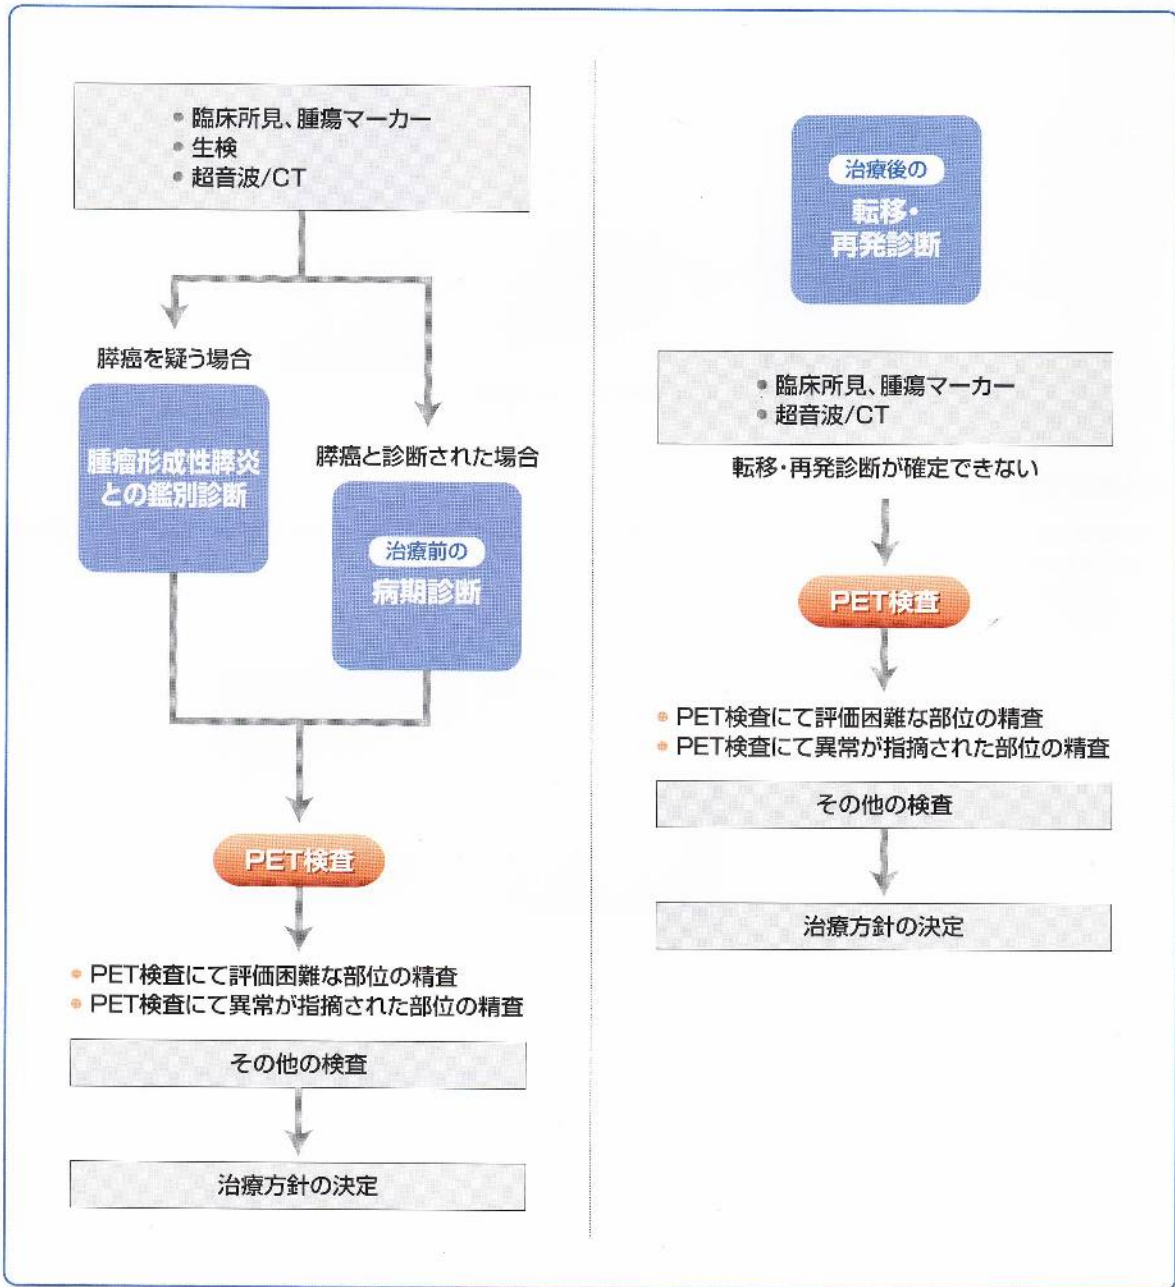 • 臨床所見、腫瘍マーカー
• 生検
• 超音波/CT
膵癌を疑う場合
腫瘤形成性膵炎
との鑑別診断
膵癌と診断された場合
治療前の
病期診断
PET検査
• PET検査にて評価困難な部位の精査
• PET検査にて異常が指摘された部位の精査
その他の検査
治療方針の決定
治療後の
転移・
再発診断
• 臨床所見、腫瘍マーカー
• 超音波/CT
転移・再発診断が確定できない
PET検査
• PET検査にて評価困難な部位の精査
• PET検査にて異常が指摘された部位の精査
その他の検査
治療方針の決定